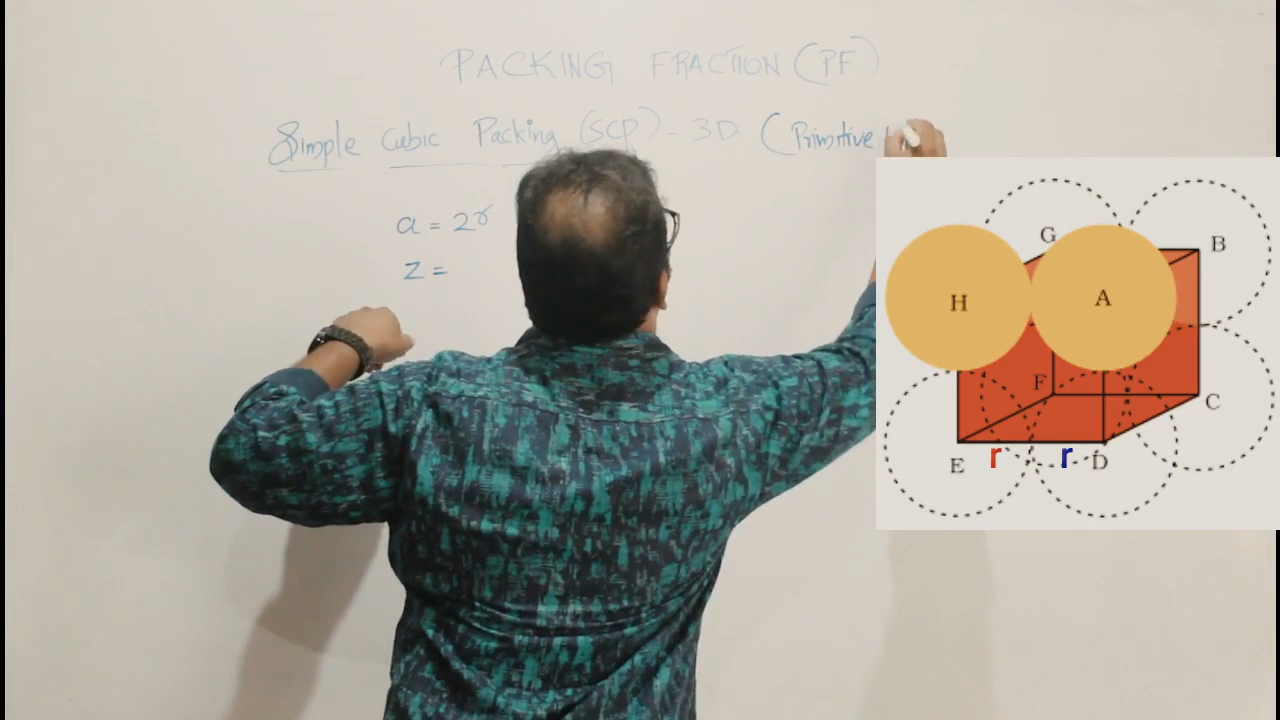 PACKING FRACTION (PF)
Simple Cubic Packing (SCP) - 3D (Primitive
a = 2r
Z =
G
B
H
A
F
C
E
r
r
D